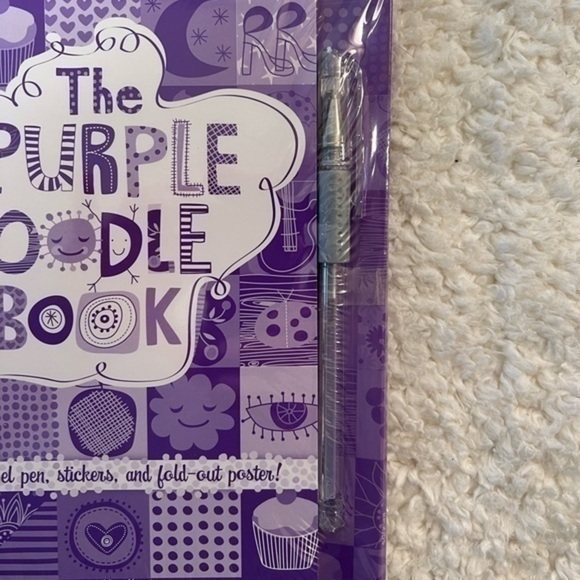 The
PURPLE
OODLE
BOOK
el pen, stickers, and fold-out poster!